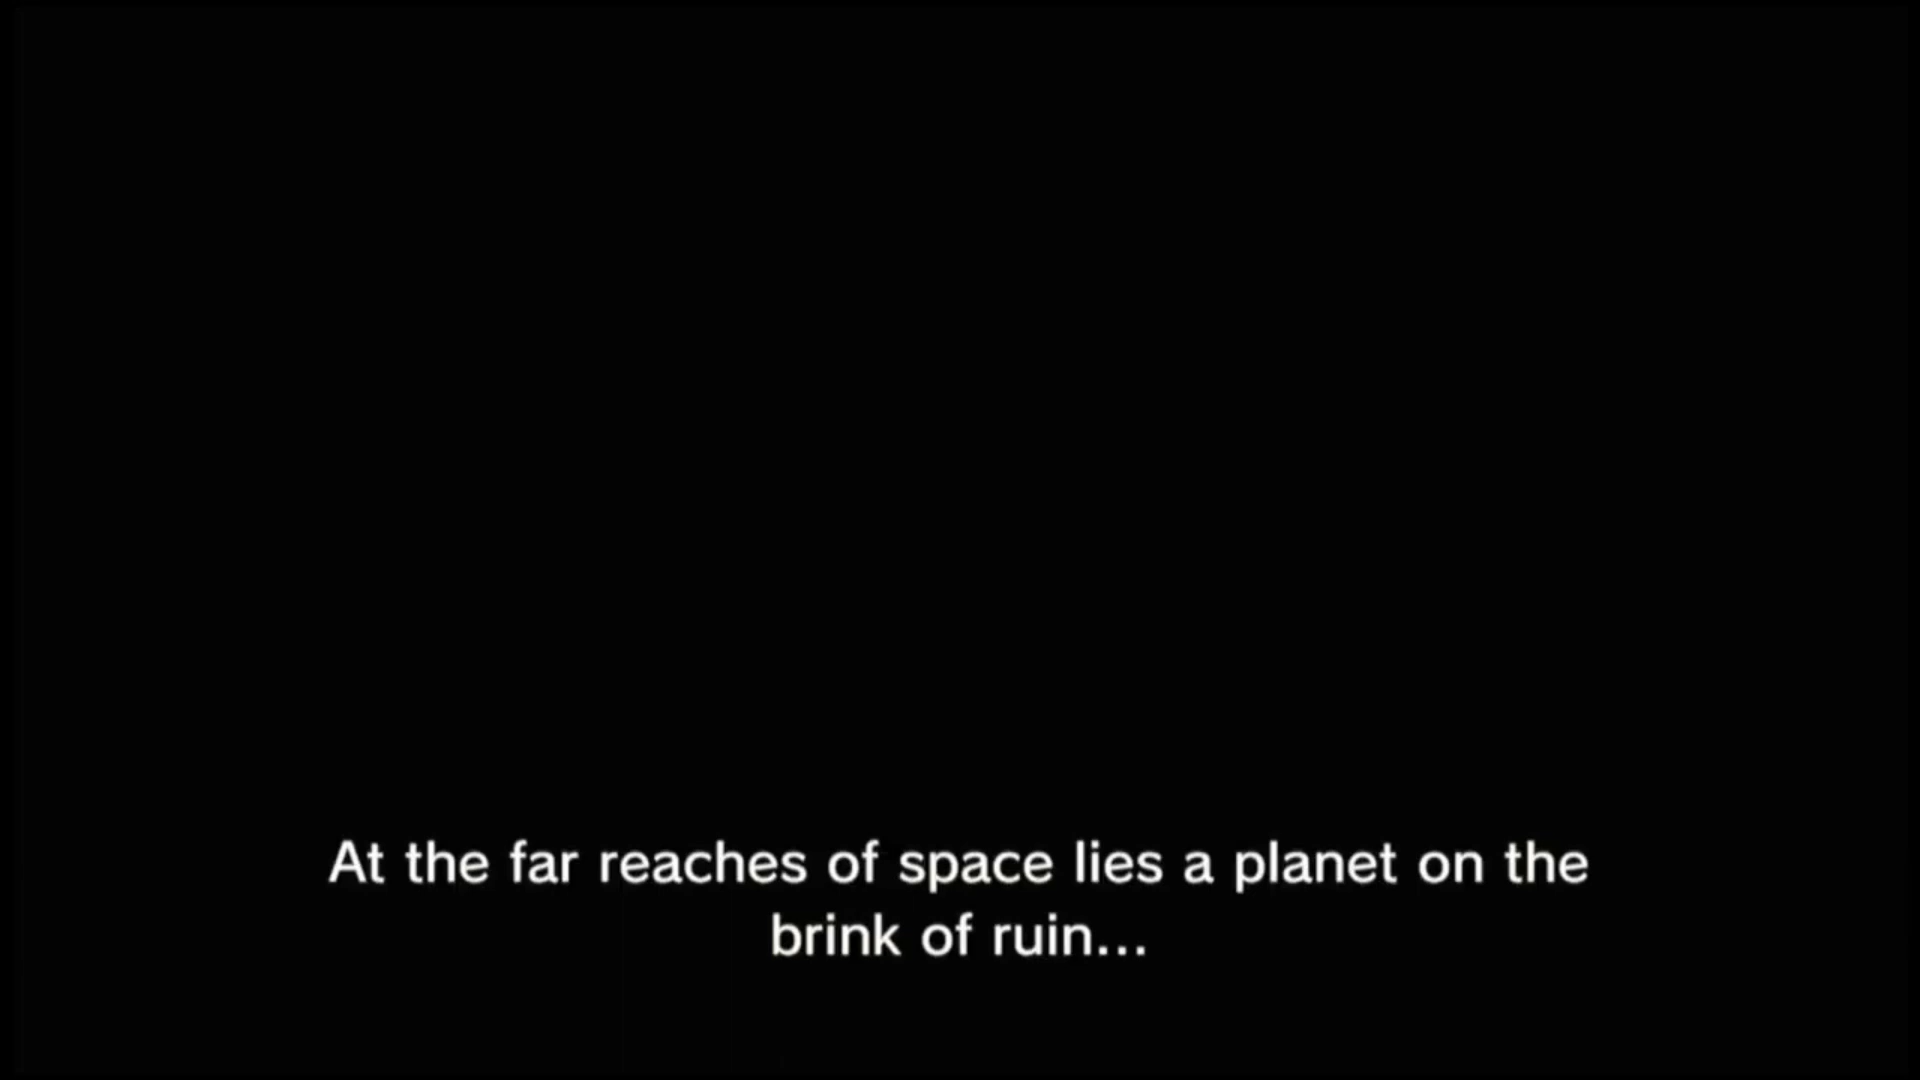 At the far reaches of space lies a planet on the
brink of ruin...